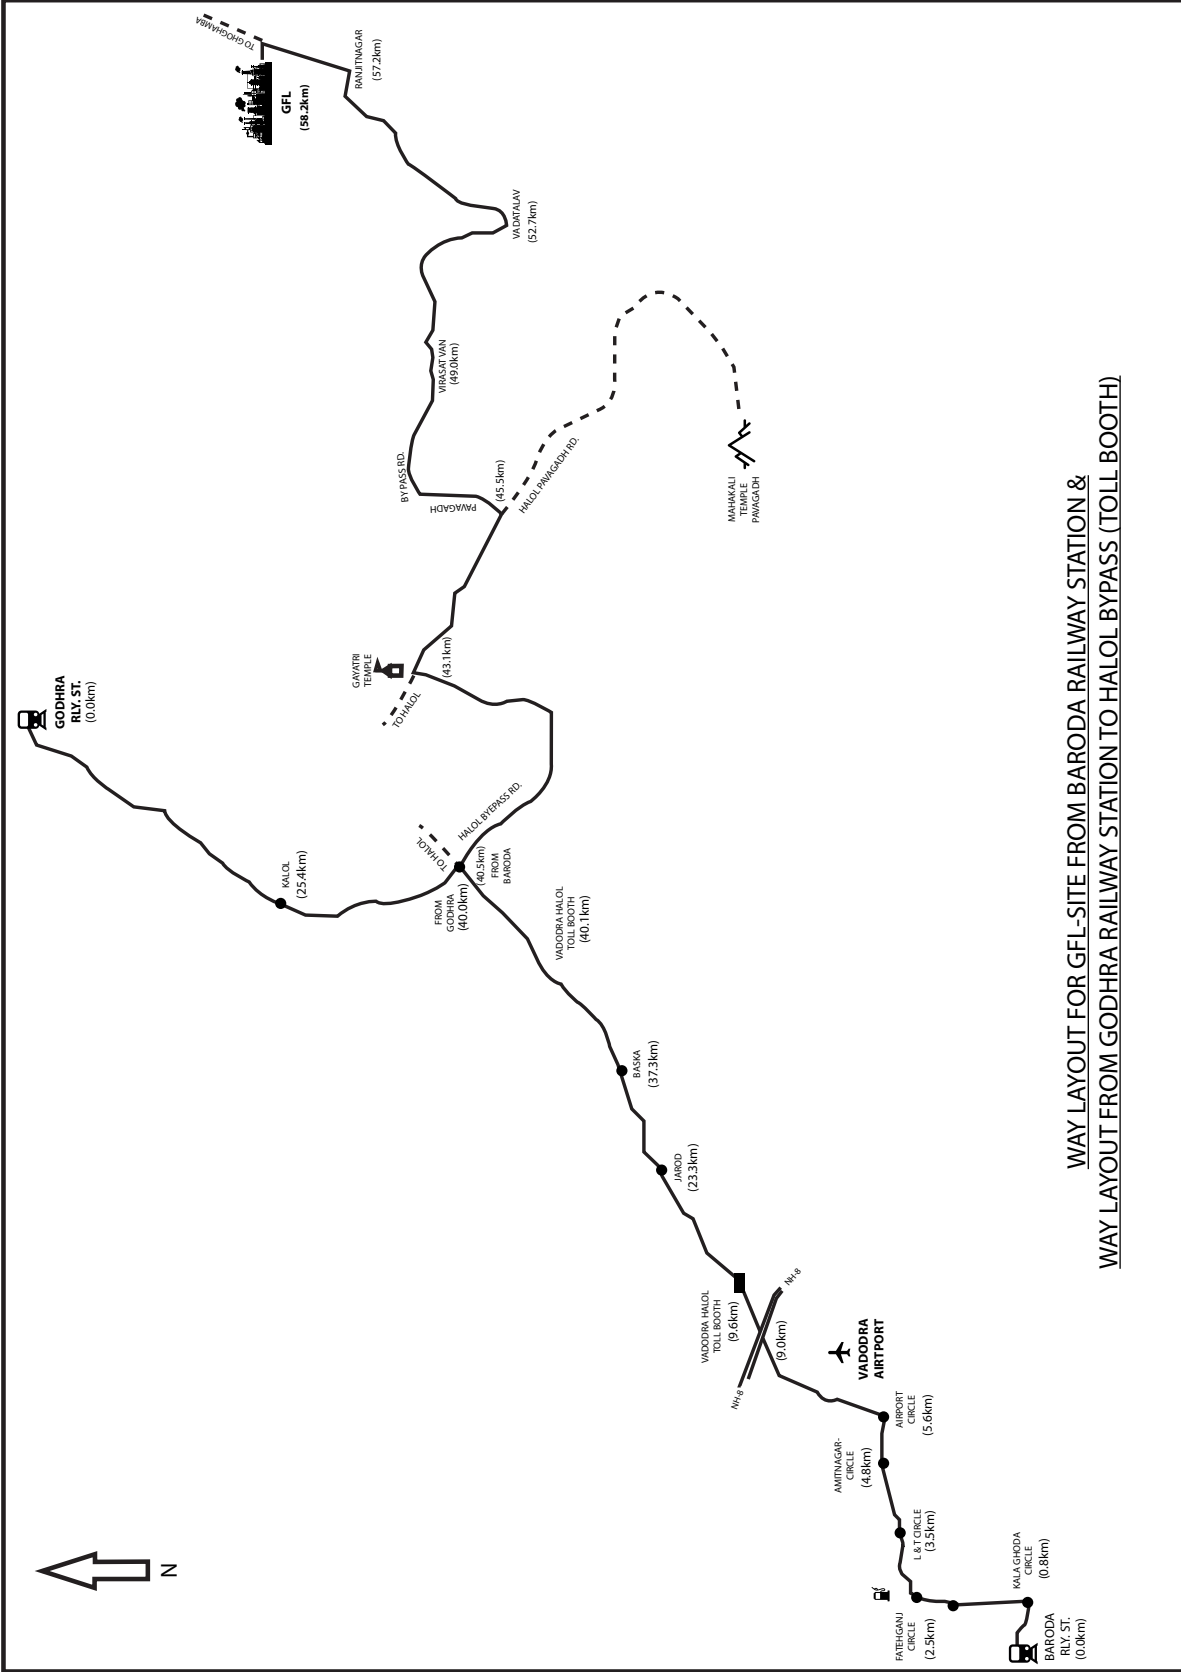 TO GHOGHAMBA
GFL
(58.2km)
RANJITNAGAR
(57.2km)
VADATALAV
(52.7km)
VIRASAT VAN
(49.0km)
BY PASS RD.
PAVAGADH
(45.5km)
HALOL PAVAGADH RD.
MAHAKALI
TEMPLE
PAVAGADH
GAYATRI
TEMPLE
(43.1km)
TO HALOL
GODHRA
RLY. ST.
(0.0km)
KALOL
(25.4km)
TO HALOL
HALOL BYEPASS RD.
(40.5km)
FROM
BARODA
FROM
GODHRA
(40.0km)
VADODRA HALOL
TOLL BOOTH
(40.1km)
BASKA
(37.3km)
JAROD
(23.3km)
VADODRA HALOL
TOLL BOOTH
(9.6km)
NH-8
NH-8
(9.0km)
VADODRA
AIRTPORT
AIRPORT
CIRCLE
(5.6km)
AMITNAGAR-
CIRCLE
(4.8km)
L & T CIRCLE
(3.5km)
FATEHGANJ
CIRCLE
(2.5km)
KALA GHODA
CIRCLE
(0.8km)
BARODA
RLY. ST.
(0.0km)
N
WAY LAYOUT FOR GFL-SITE FROM BARODA RAILWAY STATION &
WAY LAYOUT FROM GODHRA RAILWAY STATION TO HALOL BYPASS (TOLL BOOTH)